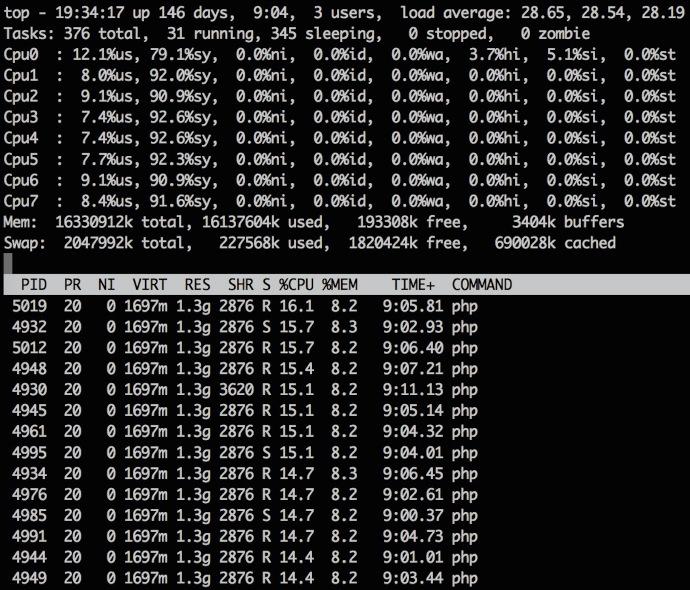 top - 19:34:17 up 146 days,  9:04,  3 users,  load average: 28.65, 28.54, 28.19
Tasks: 376 total,  31 running, 345 sleeping,   0 stopped,   0 zombie
Cpu0  : 12.1%us, 79.1%sy,  0.0%ni,  0.0%id,  0.0%wa,  3.7%hi,  5.1%si,  0.0%st
Cpu1  :  8.0%us, 92.0%sy,  0.0%ni,  0.0%id,  0.0%wa,  0.0%hi,  0.0%si,  0.0%st
Cpu2  :  9.1%us, 90.9%sy,  0.0%ni,  0.0%id,  0.0%wa,  0.0%hi,  0.0%si,  0.0%st
Cpu3  :  7.4%us, 92.6%sy,  0.0%ni,  0.0%id,  0.0%wa,  0.0%hi,  0.0%si,  0.0%st
Cpu4  :  7.4%us, 92.6%sy,  0.0%ni,  0.0%id,  0.0%wa,  0.0%hi,  0.0%si,  0.0%st
Cpu5  :  7.7%us, 92.3%sy,  0.0%ni,  0.0%id,  0.0%wa,  0.0%hi,  0.0%si,  0.0%st
Cpu6  :  9.1%us, 90.9%sy,  0.0%ni,  0.0%id,  0.0%wa,  0.0%hi,  0.0%si,  0.0%st
Cpu7  :  8.4%us, 91.6%sy,  0.0%ni,  0.0%id,  0.0%wa,  0.0%hi,  0.0%si,  0.0%st
Mem:  16330912k total, 16137604k used,   193308k free,     3404k buffers
Swap:  2047992k total,   227568k used,  1820424k free,   690028k cached
PID  PR  NI  VIRT  RES  SHR S %CPU %MEM    TIME+  COMMAND
5019  20   0 1697m 1.3g 2876 R 16.1  8.2   9:05.81 php
4932  20   0 1697m 1.3g 2876 S 15.7  8.3   9:02.93 php
5012  20   0 1697m 1.3g 2876 R 15.7  8.2   9:06.40 php
4948  20   0 1697m 1.3g 2876 R 15.4  8.2   9:07.21 php
4930  20   0 1697m 1.3g 3620 R 15.1  8.2   9:11.13 php
4945  20   0 1697m 1.3g 2876 R 15.1  8.2   9:05.14 php
4961  20   0 1697m 1.3g 2876 R 15.1  8.2   9:04.32 php
4995  20   0 1697m 1.3g 2876 S 15.1  8.2   9:04.01 php
4934  20   0 1697m 1.3g 2876 R 14.7  8.3   9:06.45 php
4976  20   0 1697m 1.3g 2876 R 14.7  8.2   9:02.61 php
4985  20   0 1697m 1.3g 2876 S 14.7  8.2   9:00.37 php
4991  20   0 1697m 1.3g 2876 R 14.7  8.2   9:04.73 php
4944  20   0 1697m 1.3g 2876 R 14.4  8.2   9:01.01 php
4949  20   0 1697m 1.3g 2876 R 14.4  8.2   9:03.44 php